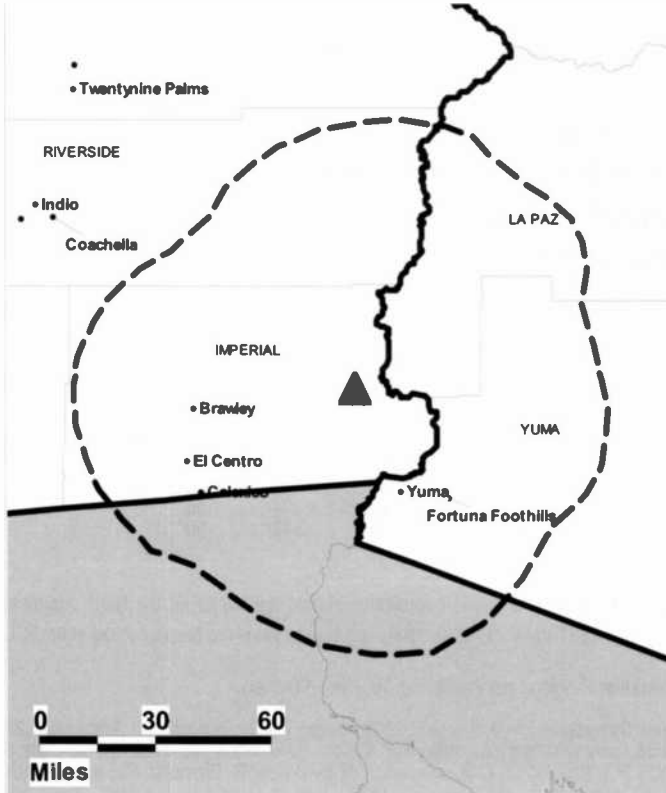 Twentynine Palms
RIVERSIDE
Indio
Coachella
LA PAZ
IMPERIAL
Brawley
YUMA
El Centro
Calexico
Yuma,
Fortuna Foothills
0 30 60
Miles